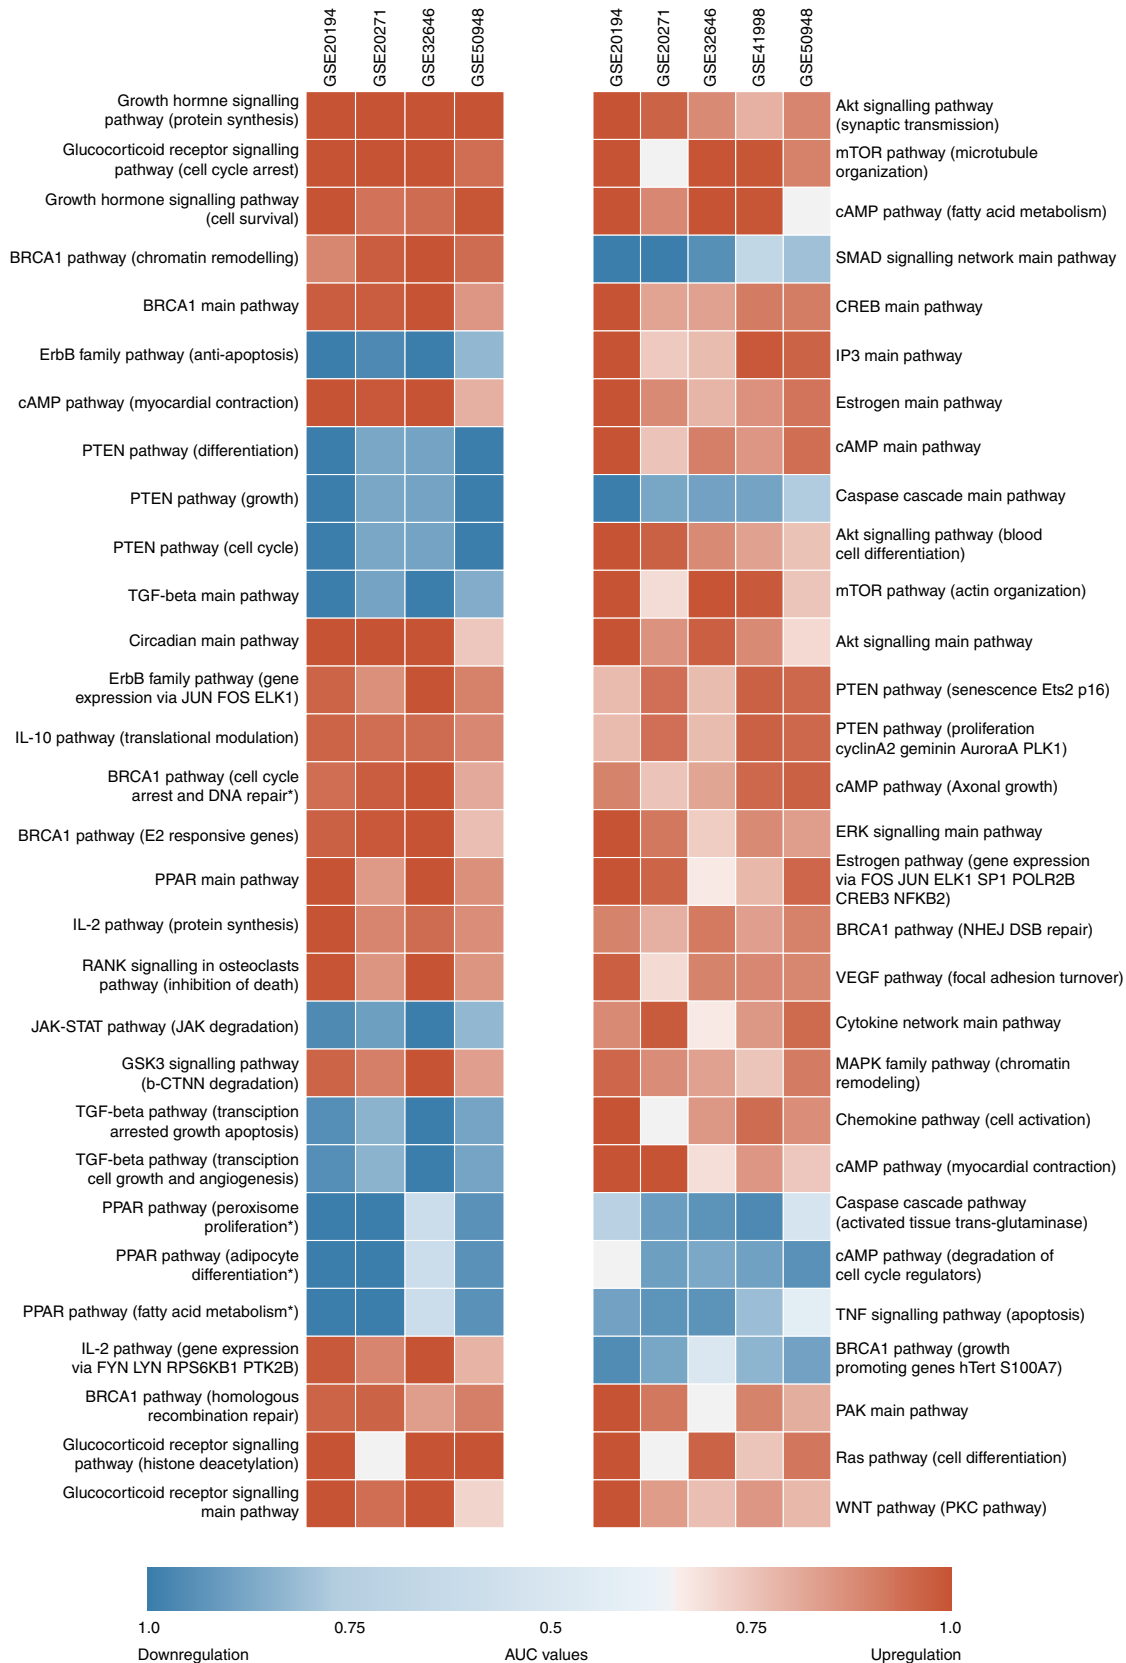 GSE20194
GSE20271
GSE32646
GSE50948
GSE20194
GSE20271
GSE32646
GSE41998
GSE50948
Growth hormne signalling
pathway (protein synthesis)
Glucocorticoid receptor signalling
pathway (cell cycle arrest)
Growth hormone signalling pathway
(cell survival)
BRCA1 pathway (chromatin remodelling)
BRCA1 main pathway
ErbB family pathway (anti-apoptosis)
cAMP pathway (myocardial contraction)
PTEN pathway (differentiation)
PTEN pathway (growth)
PTEN pathway (cell cycle)
TGF-beta main pathway
Circadian main pathway
ErbB family pathway (gene
expression via JUN FOS ELK1)
IL-10 pathway (translational modulation)
BRCA1 pathway (cell cycle
arrest and DNA repair*)
BRCA1 pathway (E2 responsive genes)
PPAR main pathway
IL-2 pathway (protein synthesis)
RANK signalling in osteoclasts
pathway (inhibition of death)
JAK-STAT pathway (JAK degradation)
GSK3 signalling pathway
(b-CTNN degradation)
TGF-beta pathway (transciption
arrested growth apoptosis)
TGF-beta pathway (transciption
cell growth and angiogenesis)
PPAR pathway (peroxisome
proliferation*)
PPAR pathway (adipocyte
differentiation*)
PPAR pathway (fatty acid metabolism*)
IL-2 pathway (gene expression
via FYN LYN RPS6KB1 PTK2B)
BRCA1 pathway (homologous
recombination repair)
Glucocorticoid receptor signalling
pathway (histone deacetylation)
Glucocorticoid receptor signalling
main pathway
Akt signalling pathway
(synaptic transmission)
mTOR pathway (microtubule
organization)
cAMP pathway (fatty acid metabolism)
SMAD signalling network main pathway
CREB main pathway
IP3 main pathway
Estrogen main pathway
cAMP main pathway
Caspase cascade main pathway
Akt signalling pathway (blood
cell differentiation)
mTOR pathway (actin organization)
Akt signalling main pathway
PTEN pathway (senescence Ets2 p16)
PTEN pathway (proliferation
cyclinA2 geminin AuroraA PLK1)
cAMP pathway (Axonal growth)
ERK signalling main pathway
Estrogen pathway (gene expression
via FOS JUN ELK1 SP1 POLR2B
CREB3 NFKB2)
BRCA1 pathway (NHEJ DSB repair)
VEGF pathway (focal adhesion turnover)
Cytokine network main pathway
MAPK family pathway (chromatin
remodeling)
Chemokine pathway (cell activation)
cAMP pathway (myocardial contraction)
Caspase cascade pathway
(activated tissue trans-glutaminase)
cAMP pathway (degradation of
cell cycle regulators)
TNF signalling pathway (apoptosis)
BRCA1 pathway (growth
promoting genes hTert S100A7)
PAK main pathway
Ras pathway (cell differentiation)
WNT pathway (PKC pathway)
1.0 0.75 0.5 0.75 1.0
Downregulation AUC values Upregulation